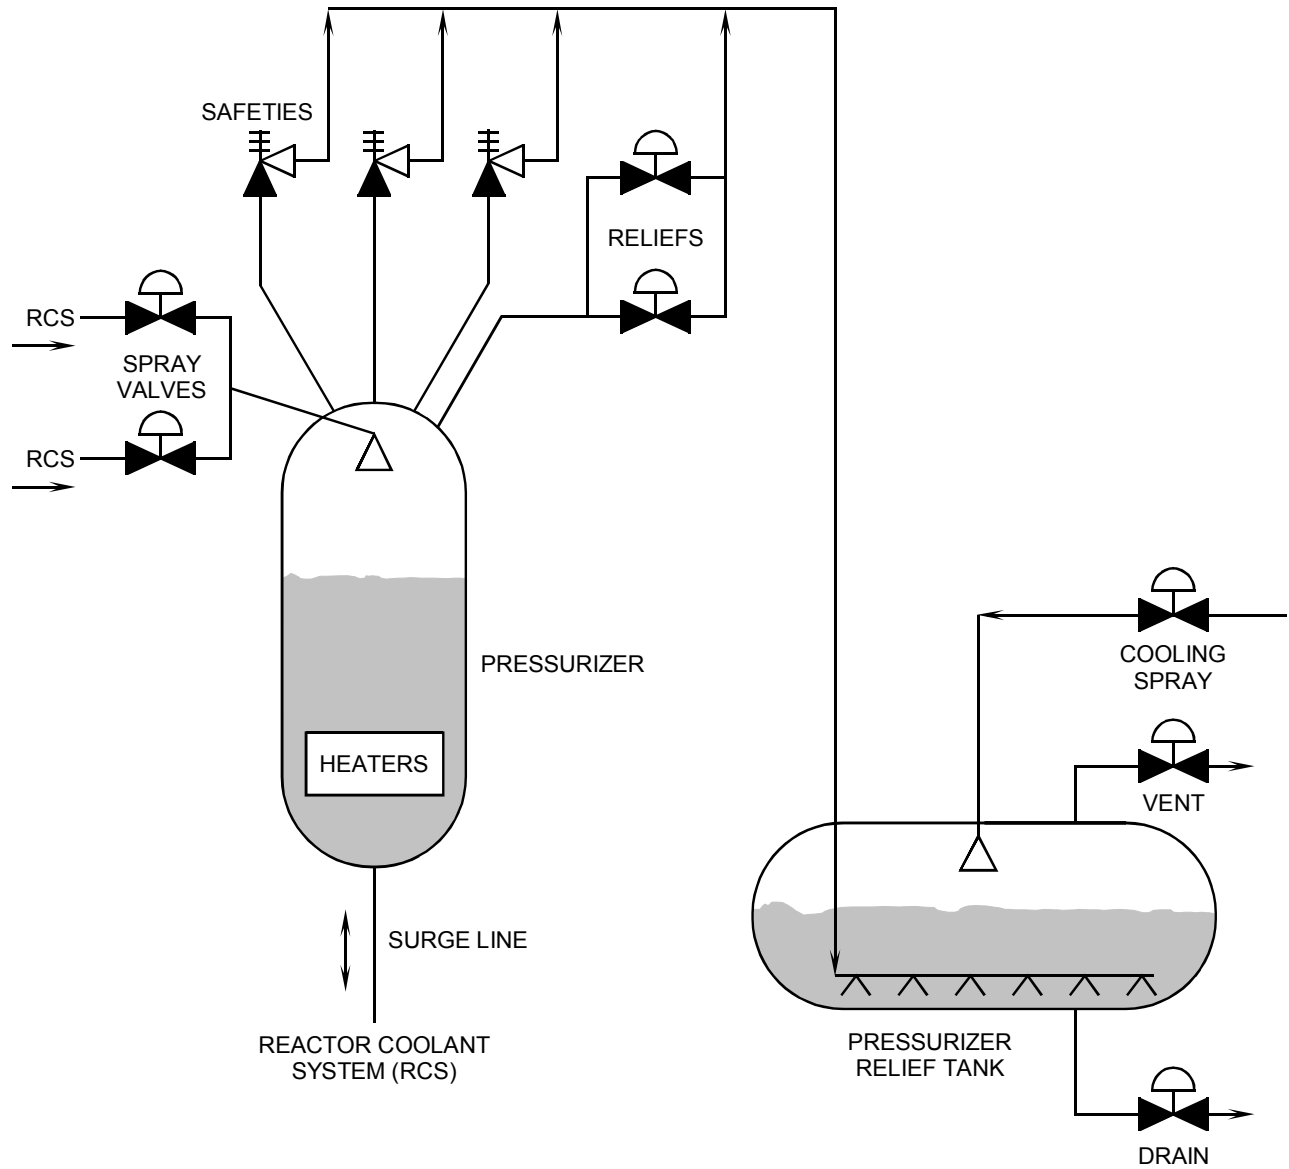 SAFETIES
RELIEFS
RCS
SPRAY
VALVES
RCS
COOLING
SPRAY
PRESSURIZER
HEATERS
VENT
SURGE LINE
REACTOR COOLANT
SYSTEM (RCS)
PRESSURIZER
RELIEF TANK
DRAIN